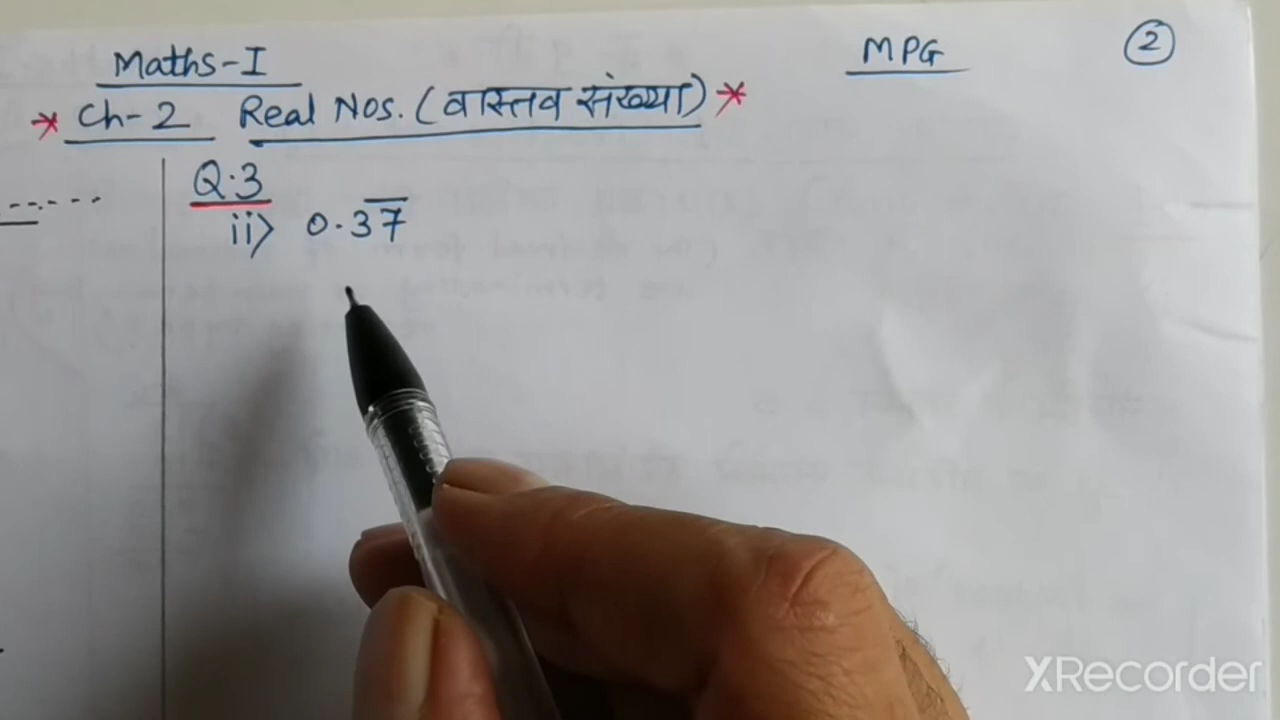 Maths-I
MPG
2
* Ch-2 Real Nos. (वास्तव संख्या) *
Q.3
ii) 0.37̅
XRecorder